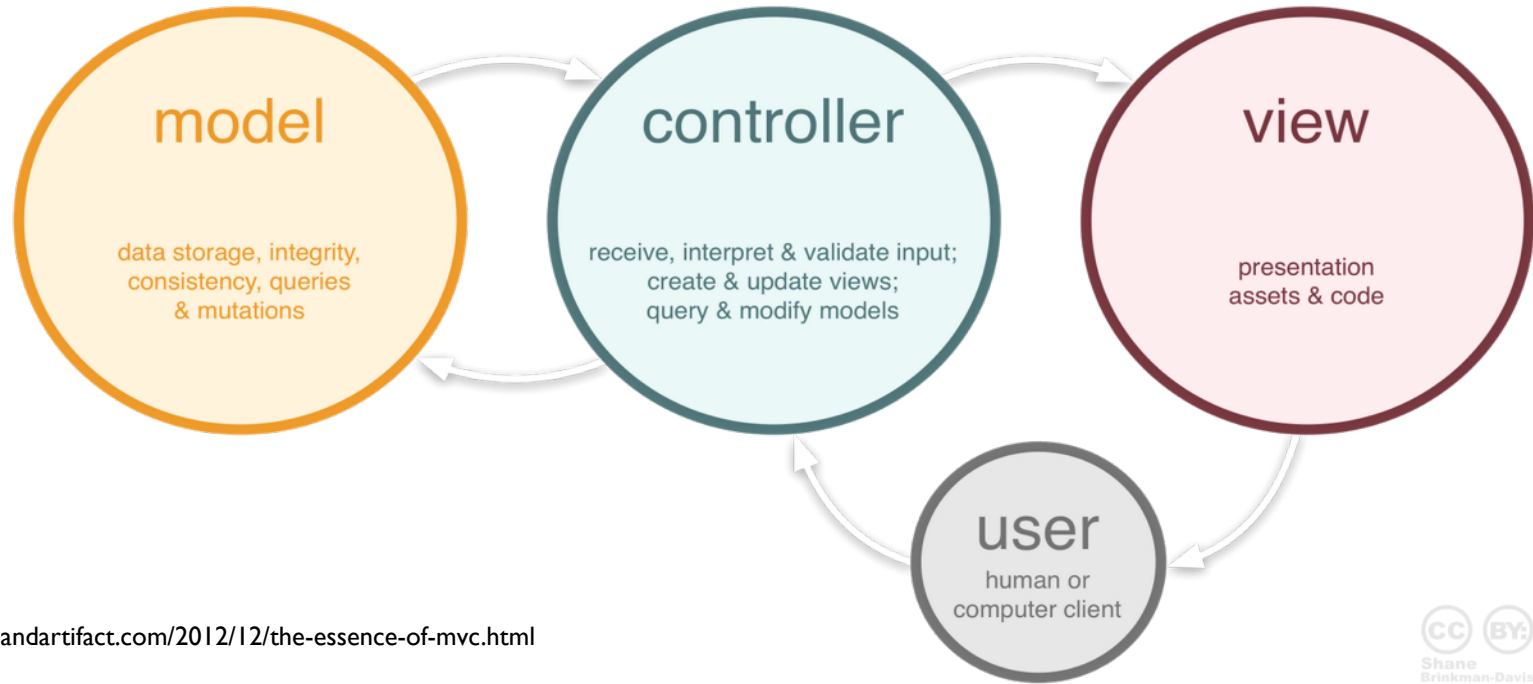 model
data storage, integrity,
consistency, queries
& mutations
controller
receive, interpret & validate input;
create & update views;
query & modify models
view
presentation
assets & code
user
human or
computer client
andartifact.com/2012/12/the-essence-of-mvc.html
CC BY:
Shane
Brinkman-Davis